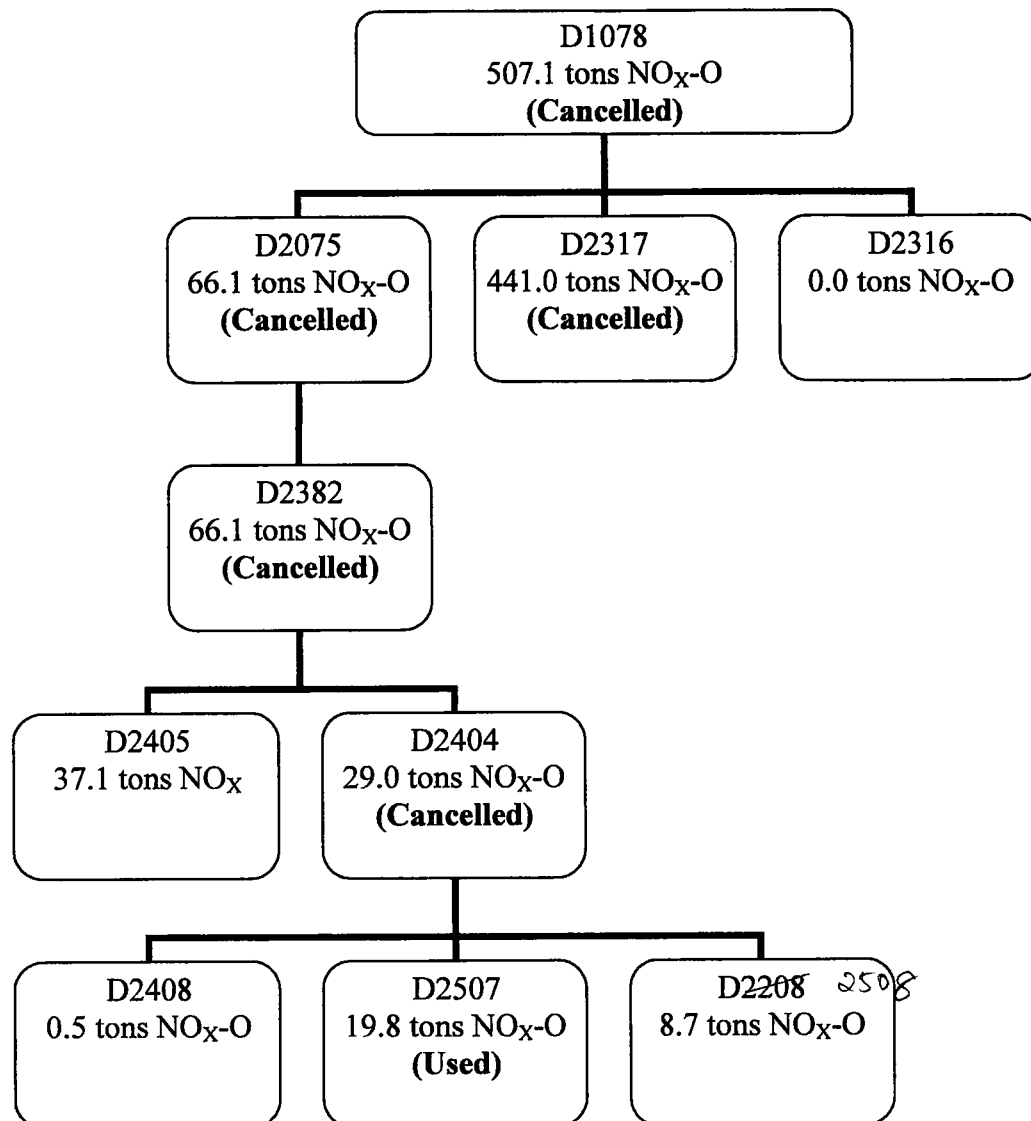 D1078
507.1 tons NOX-O
(Cancelled)
D2075
66.1 tons NOX-O
(Cancelled)
D2317
441.0 tons NOX-O
(Cancelled)
D2316
0.0 tons NOX-O
D2382
66.1 tons NOX-O
(Cancelled)
D2405
37.1 tons NOX
D2404
29.0 tons NOX-O
(Cancelled)
D2408
0.5 tons NOX-O
D2507
19.8 tons NOX-O
(Used)
D2208 2508
8.7 tons NOX-O